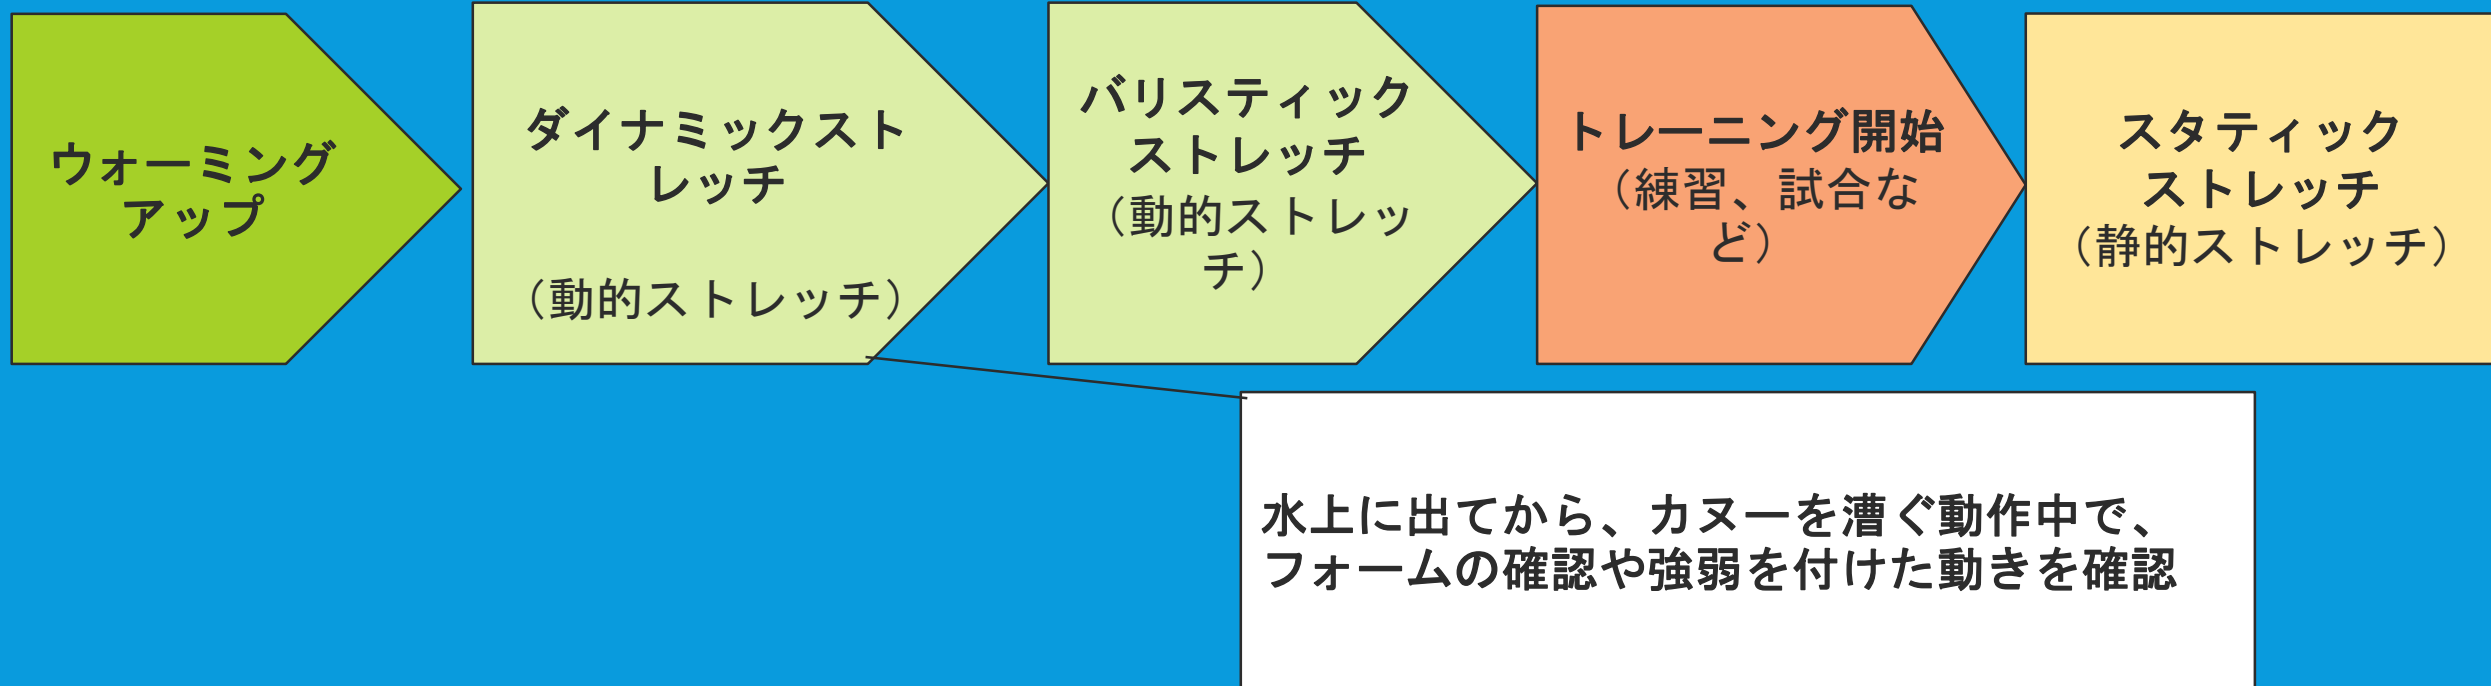 ウォーミング
アップ
ダイナミックスト
レッチ
（動的ストレッチ）
バリスティック
ストレッチ
（動的ストレッ
チ）
トレーニング開始
（練習、試合な
ど）
スタティック
ストレッチ
（静的ストレッチ）
水上に出てから、カヌーを漕ぐ動作中で、
フォームの確認や強弱を付けた動きを確認